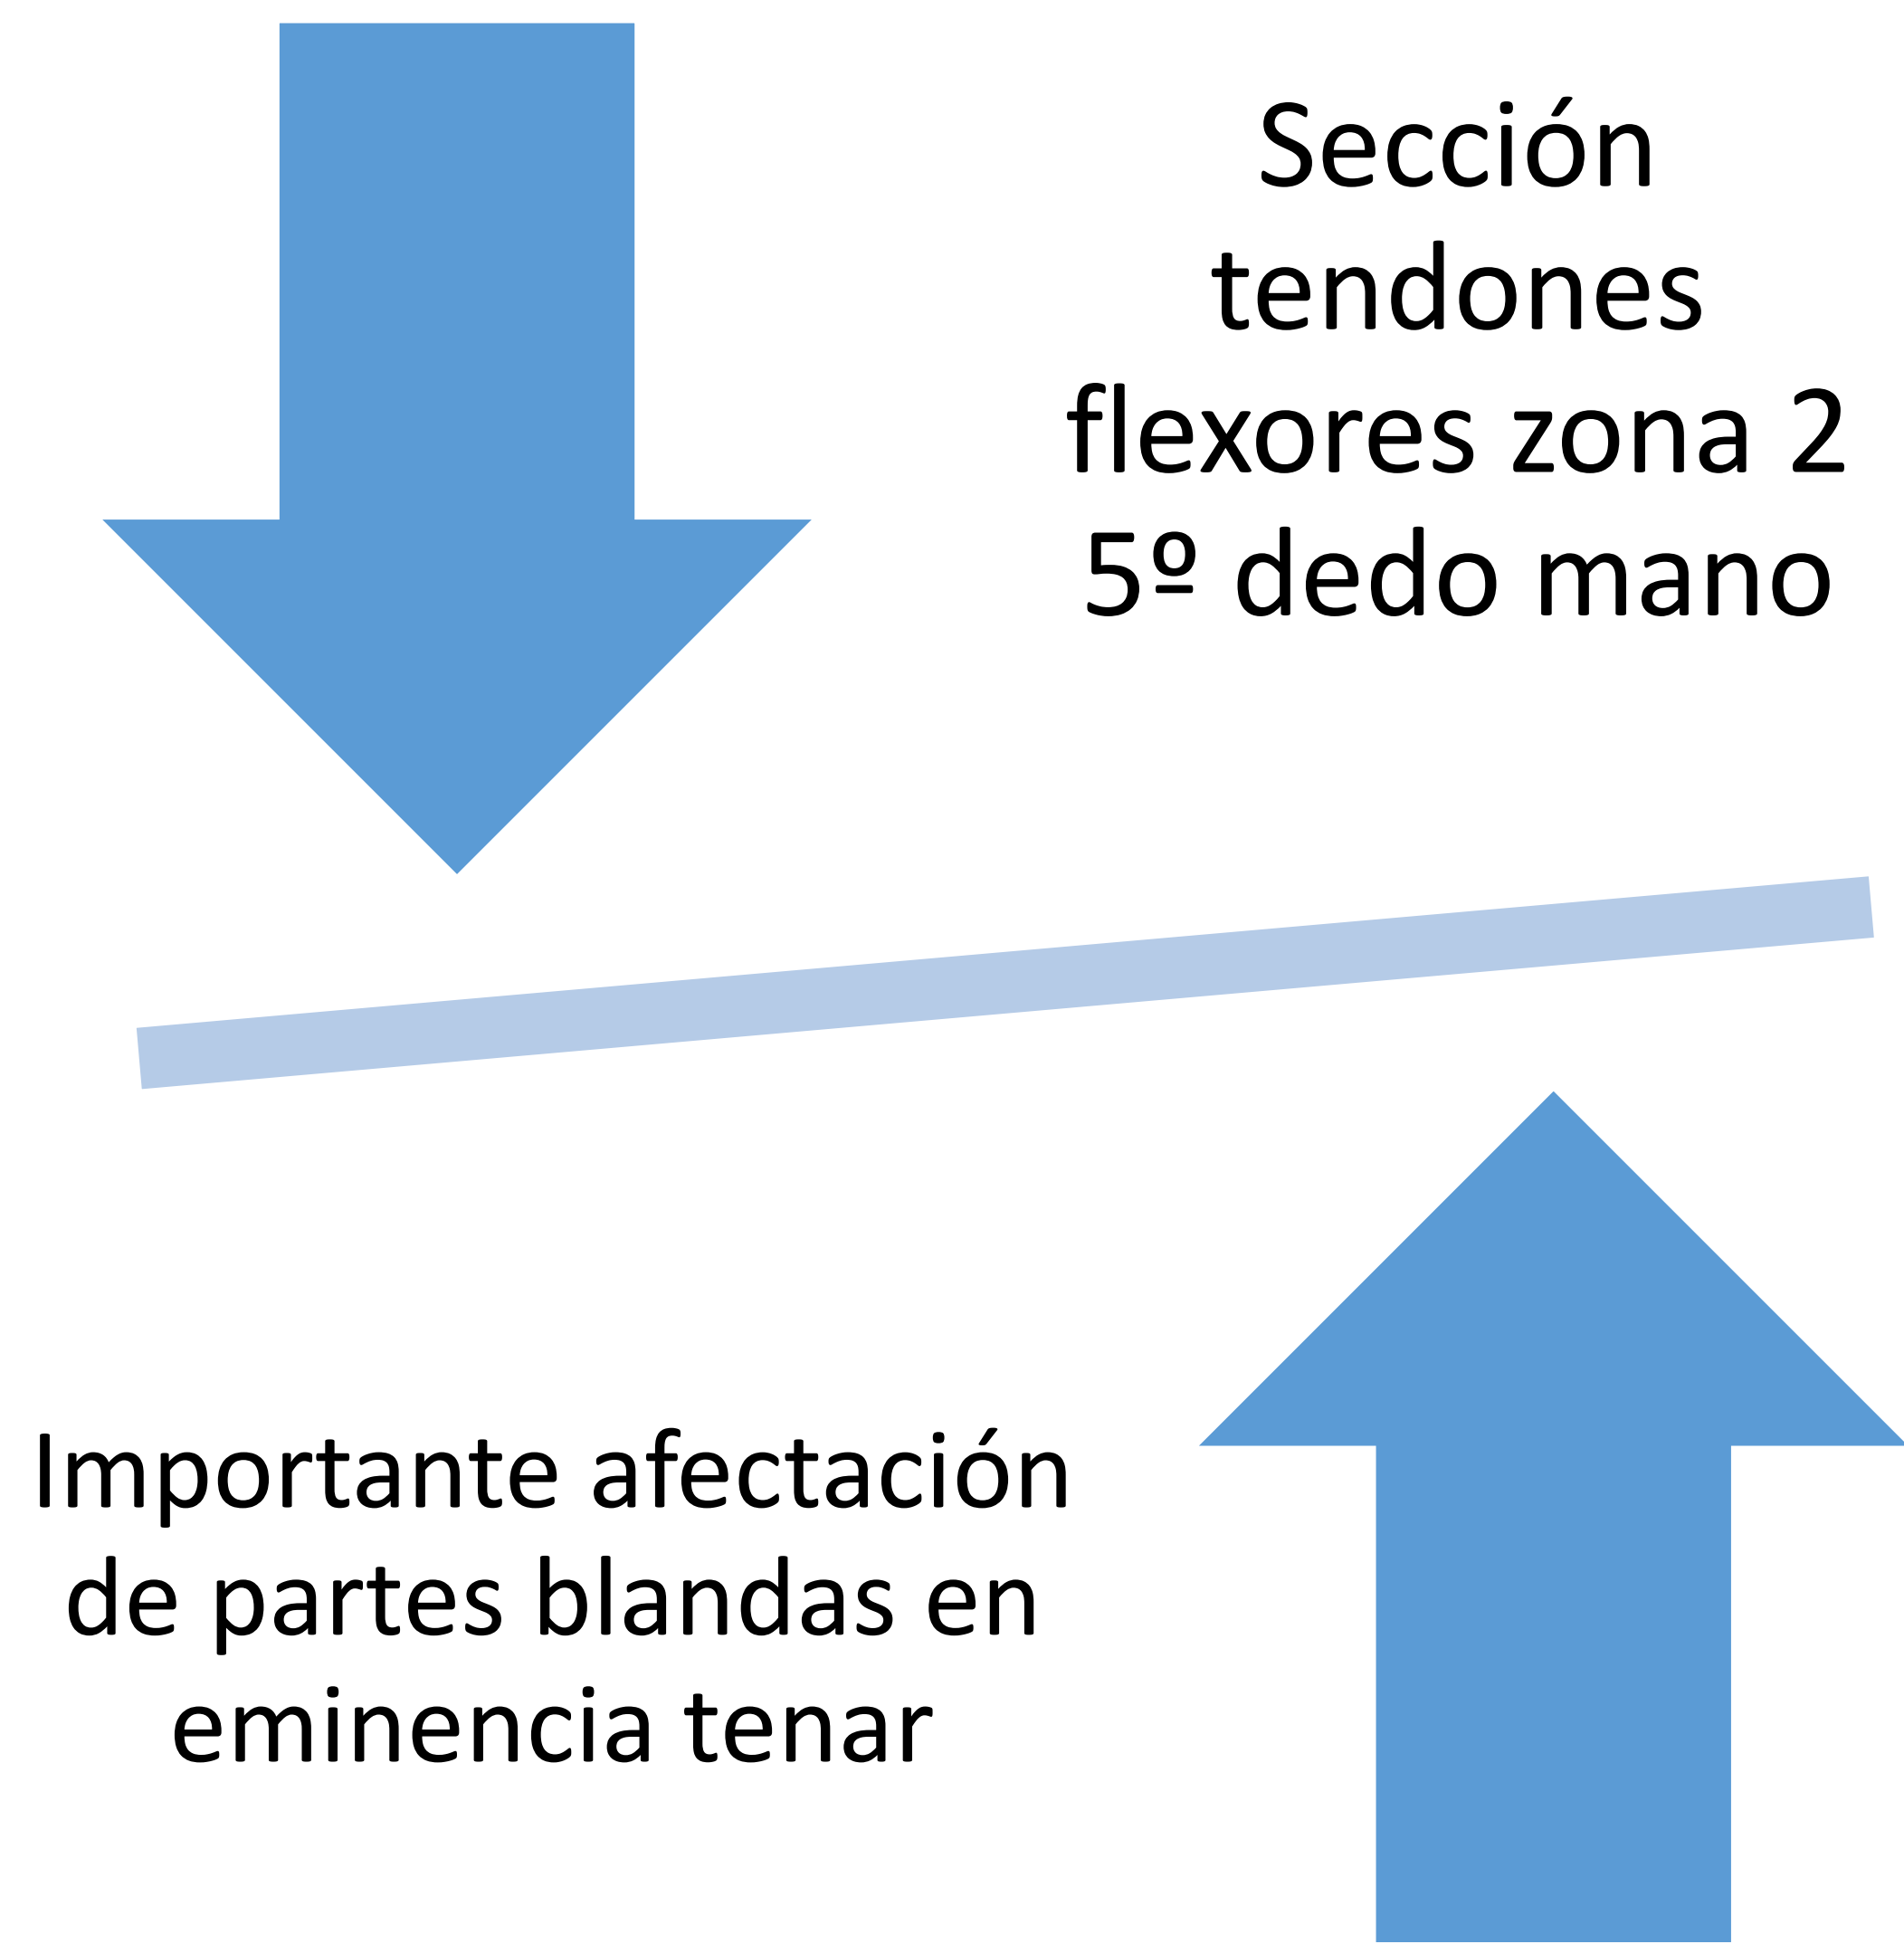 Sección
tendones
flexores zona 2
5º dedo mano
Importante afectación
de partes blandas en
eminencia tenar